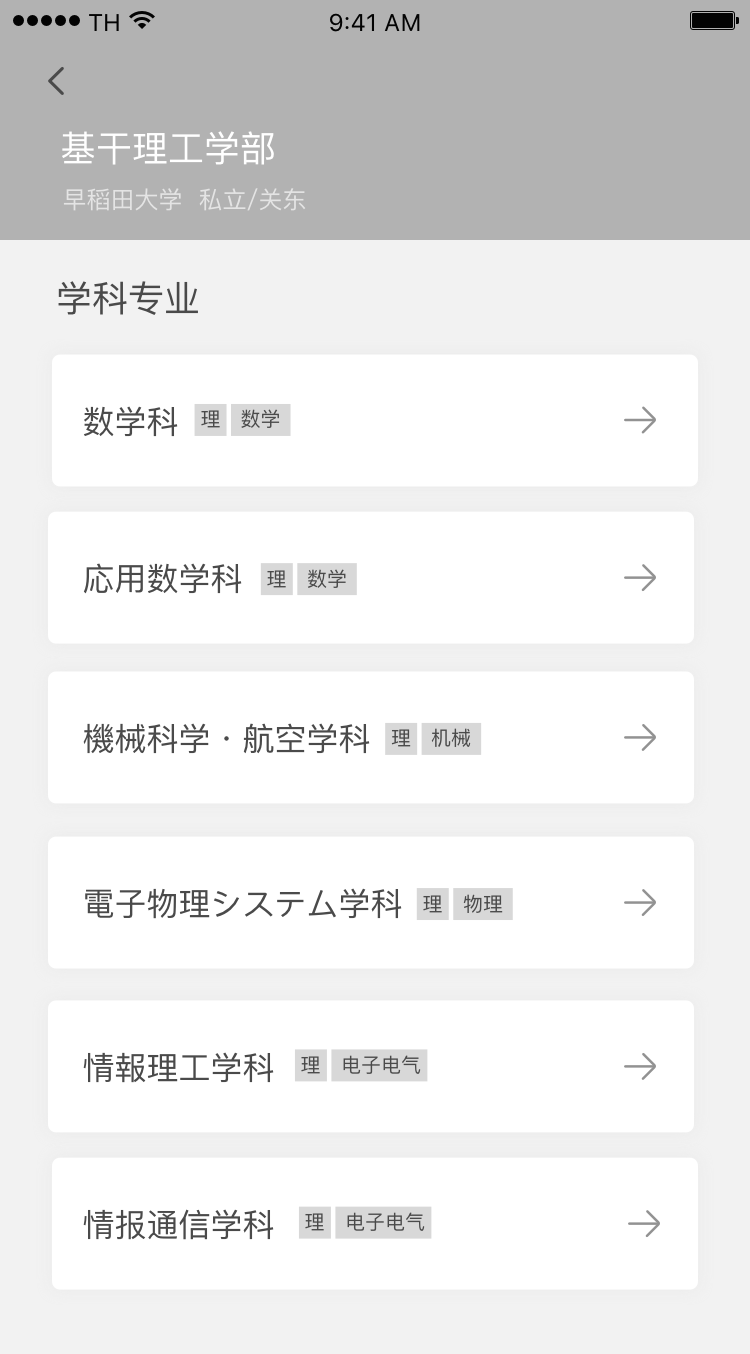 TH 9:41 AM
基干理工学部
早稻田大学 私立/关东
学科专业
数学科 理 数学
応用数学科 理 数学
機械科学・航空学科 理 机械
電子物理システム学科 理 物理
情報理工学科 理 电子电气
情报通信学科 理 电子电气